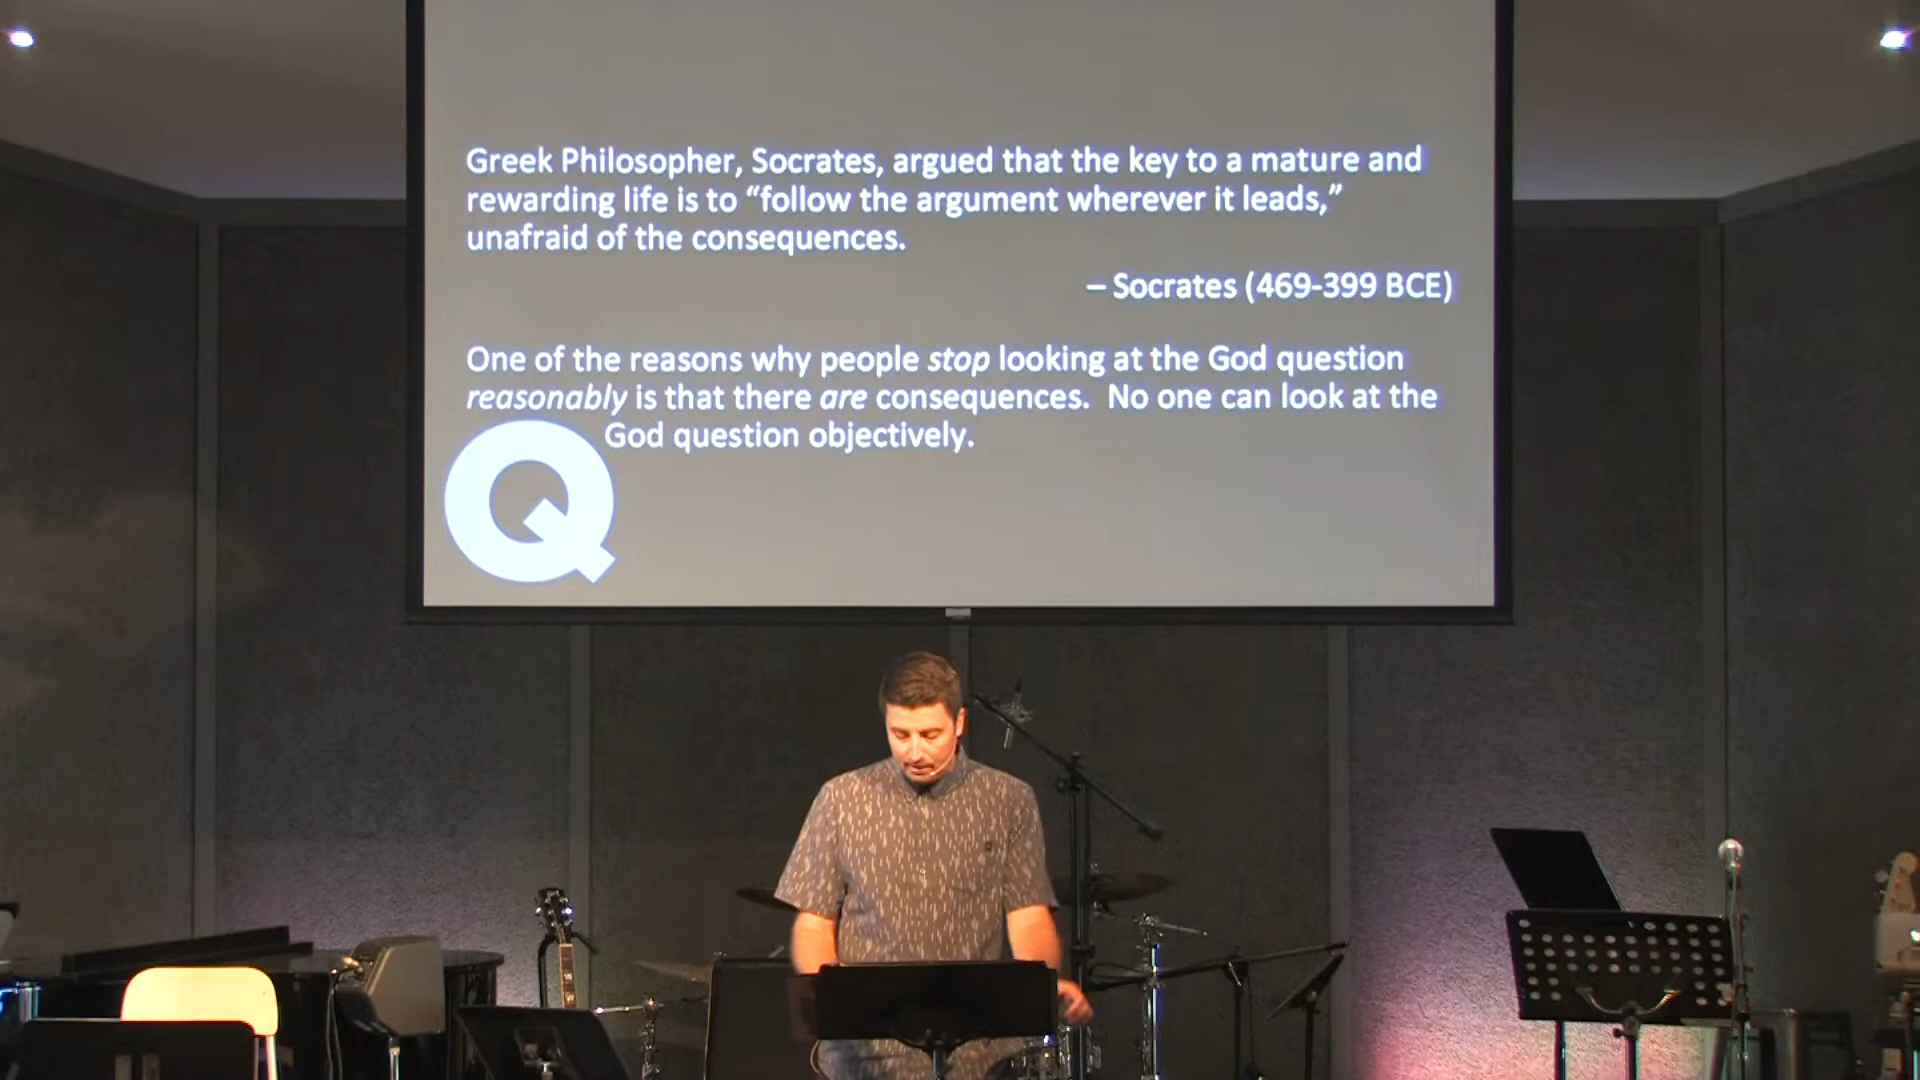 Greek Philosopher, Socrates, argued that the key to a mature and
rewarding life is to “follow the argument wherever it leads,”
unafraid of the consequences.
– Socrates (469-399 BCE)
One of the reasons why people stop looking at the God question
reasonably is that there are consequences.  No one can look at the
God question objectively.
Q